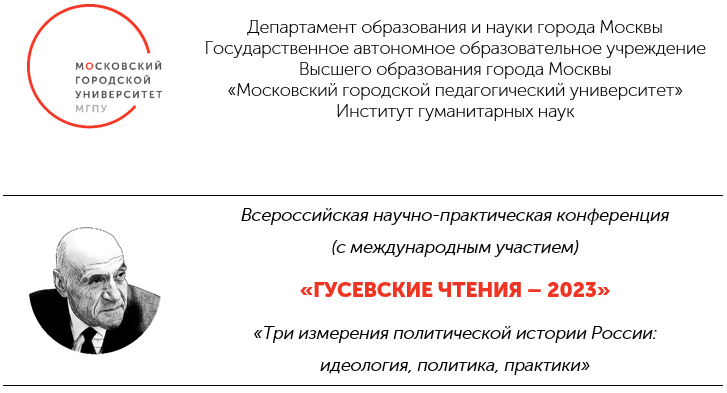 МОСКОВСКИЙ
ГОРОДСКОЙ
УНИВЕРСИТЕТ
МГПУ
Департамент образования и науки города Москвы
Государственное автономное образовательное учреждение
Высшего образования города Москвы
«Московский городской педагогический университет»
Институт гуманитарных наук
Всероссийская научно-практическая конференция
(с международным участием)
«ГУСЕВСКИЕ ЧТЕНИЯ – 2023»
«Три измерения политической истории России:
идеология, политика, практики»